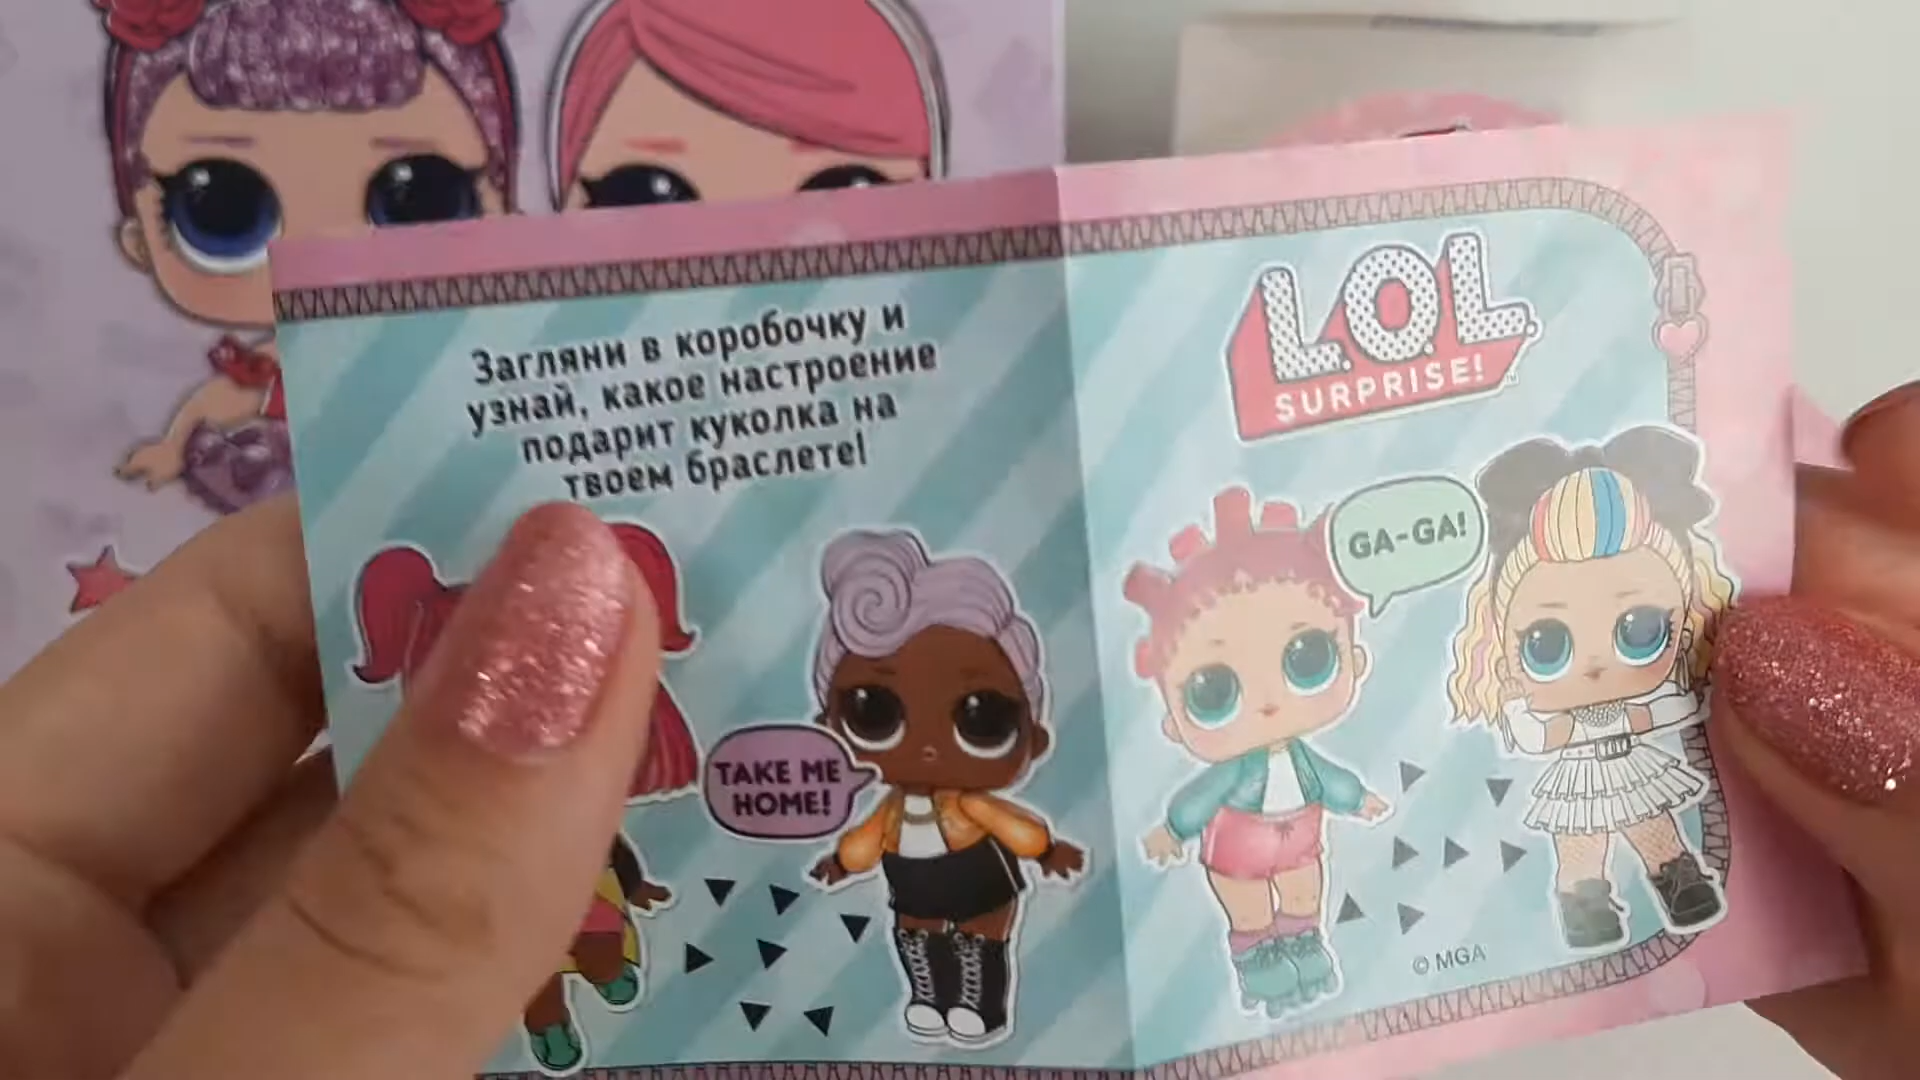 Загляни в коробочку и
узнай, какое настроение
подарит куколка на
твоем браслете!
TAKE ME
HOME!
L.O.L.
SURPRISE!
GA-GA!
© MGA